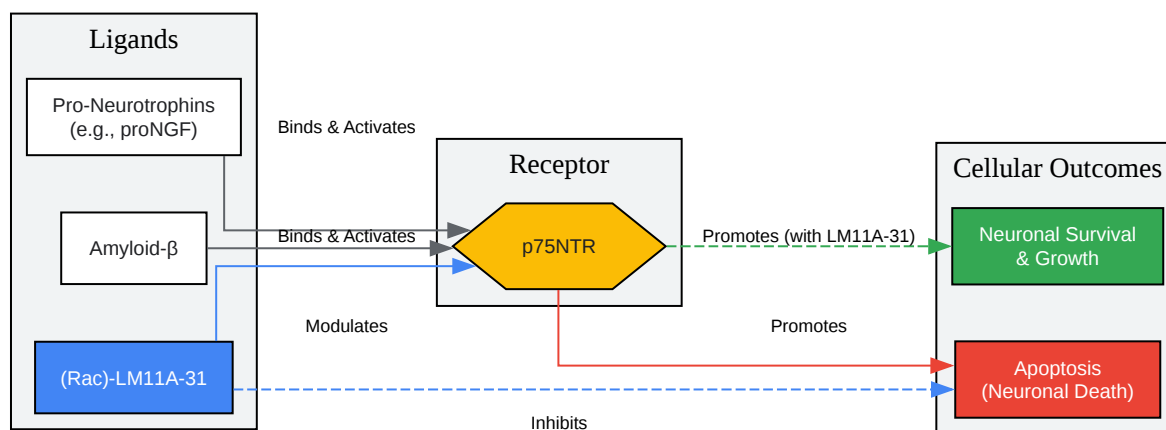 Ligands
Pro-Neurotrophins
(e.g., proNGF)
Binds & Activates
Amyloid-β
Binds & Activates
(Rac)-LM11A-31
Modulates
Inhibits
Receptor
p75NTR
Promotes (with LM11A-31)
Promotes
Cellular Outcomes
Neuronal Survival
& Growth
Apoptosis
(Neuronal Death)